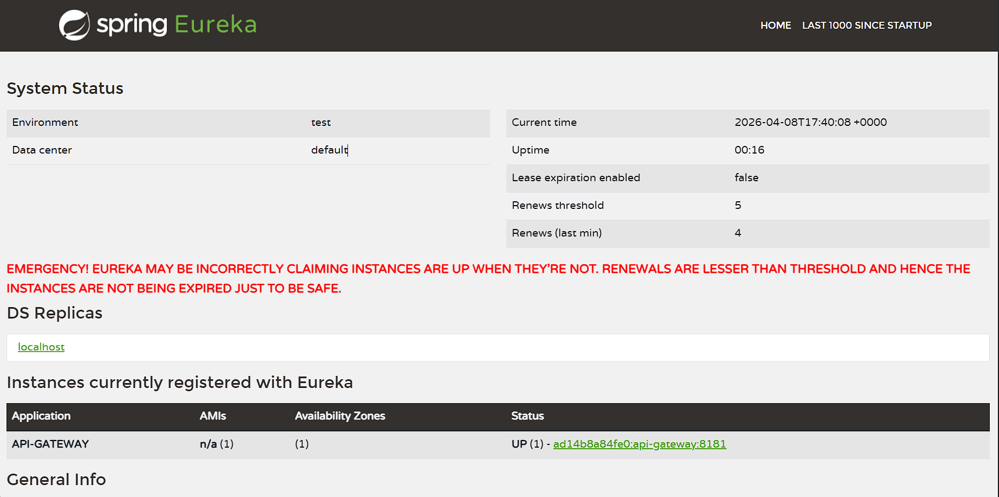 spring Eureka
HOME LAST 1000 SINCE STARTUP
System Status
Environment test
Data center default
Current time 2026-04-08T17:40:08 +0000
Uptime 00:16
Lease expiration enabled false
Renews threshold 5
Renews (last min) 4
EMERGENCY! EUREKA MAY BE INCORRECTLY CLAIMING INSTANCES ARE UP WHEN THEY’RE NOT. RENEWALS ARE LESSER THAN THRESHOLD AND HENCE THE
INSTANCES ARE NOT BEING EXPIRED JUST TO BE SAFE.
DS Replicas
localhost
Instances currently registered with Eureka
Application AMIs Availability Zones Status
API-GATEWAY n/a (1) (1) UP (1) - ad14b8a84fe0:api-gateway:8181
General Info